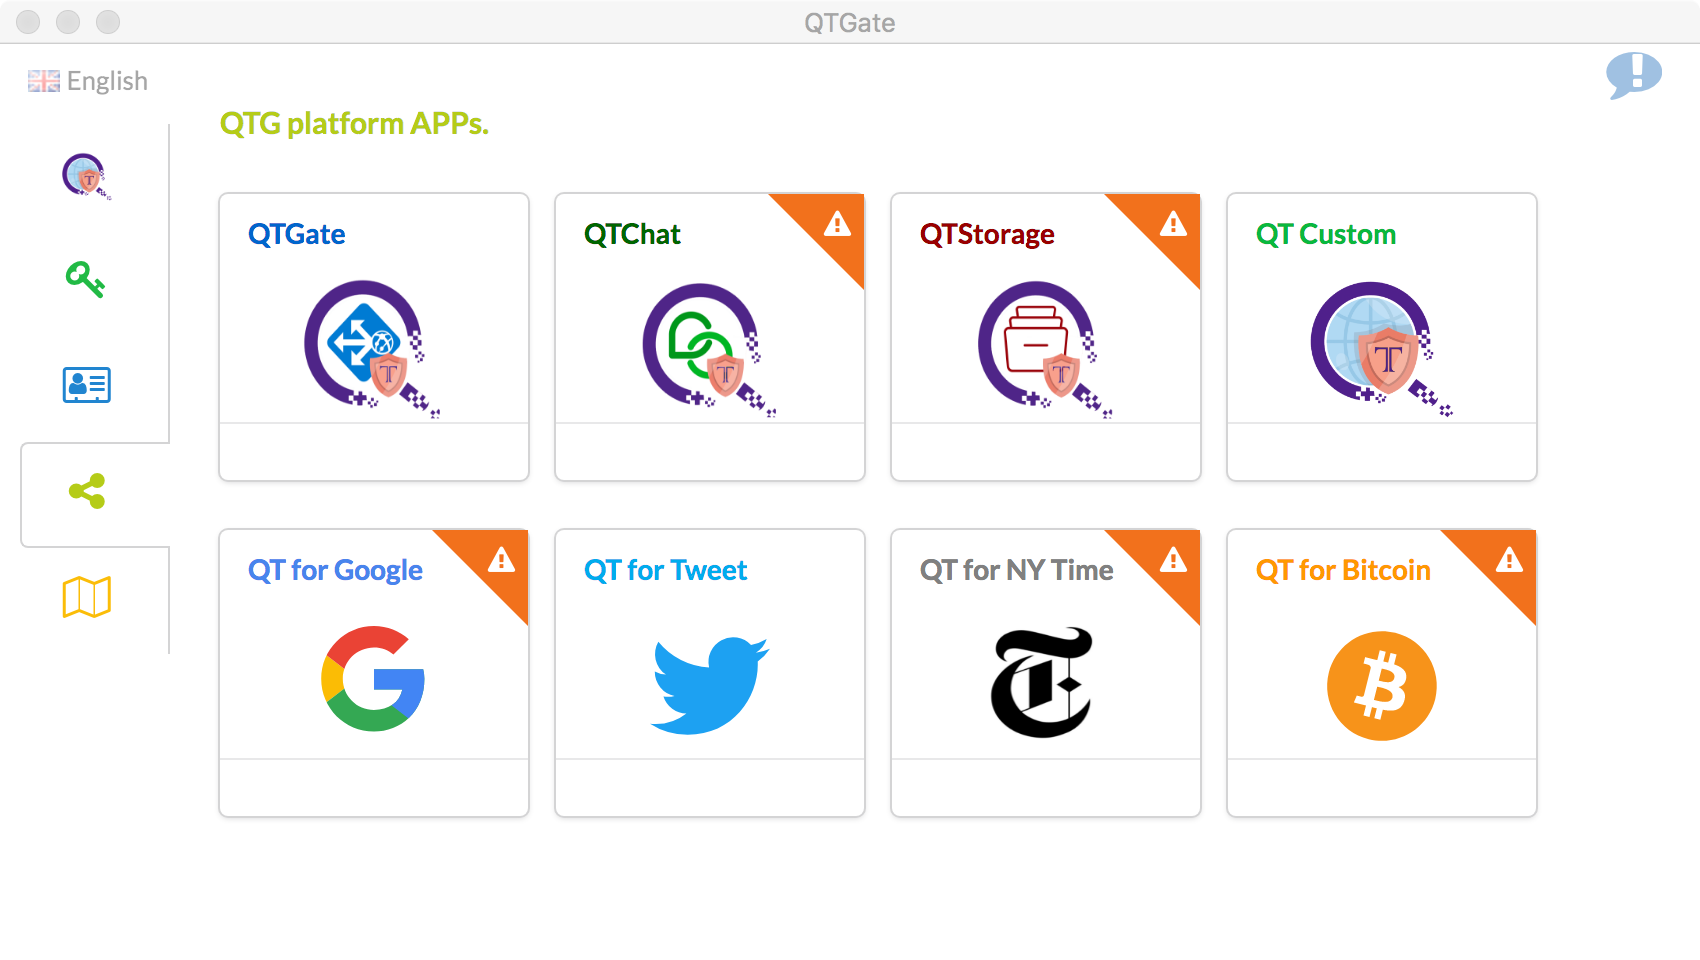 QTGate
English
QTG platform APPs.
QTGate
QTChat
QTStorage
QT Custom
T
T
T
T
T
QT for Google
QT for Tweet
QT for NY Time
QT for Bitcoin